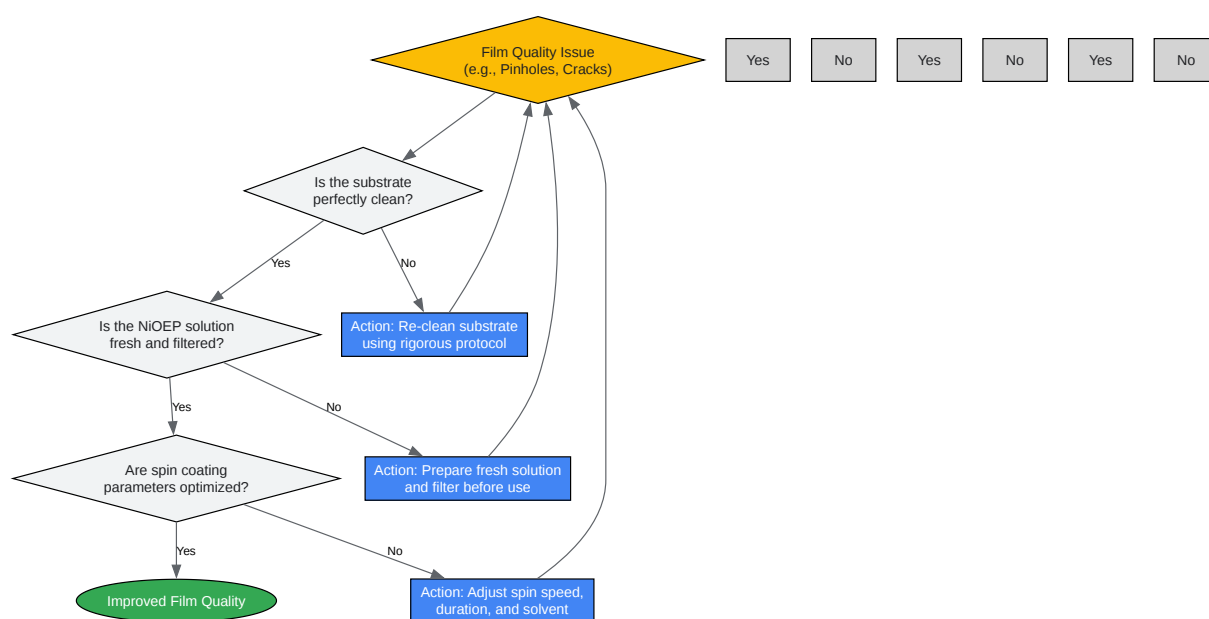 Film Quality Issue
(e.g., Pinholes, Cracks)
Yes
No
Yes
No
Yes
No
Is the substrate
perfectly clean?
Yes
No
Is the NiOEP solution
fresh and filtered?
Action: Re-clean substrate
using rigorous protocol
Yes
No
Are spin coating
parameters optimized?
Action: Prepare fresh solution
and filter before use
Yes
No
Improved Film Quality
Action: Adjust spin speed,
duration, and solvent